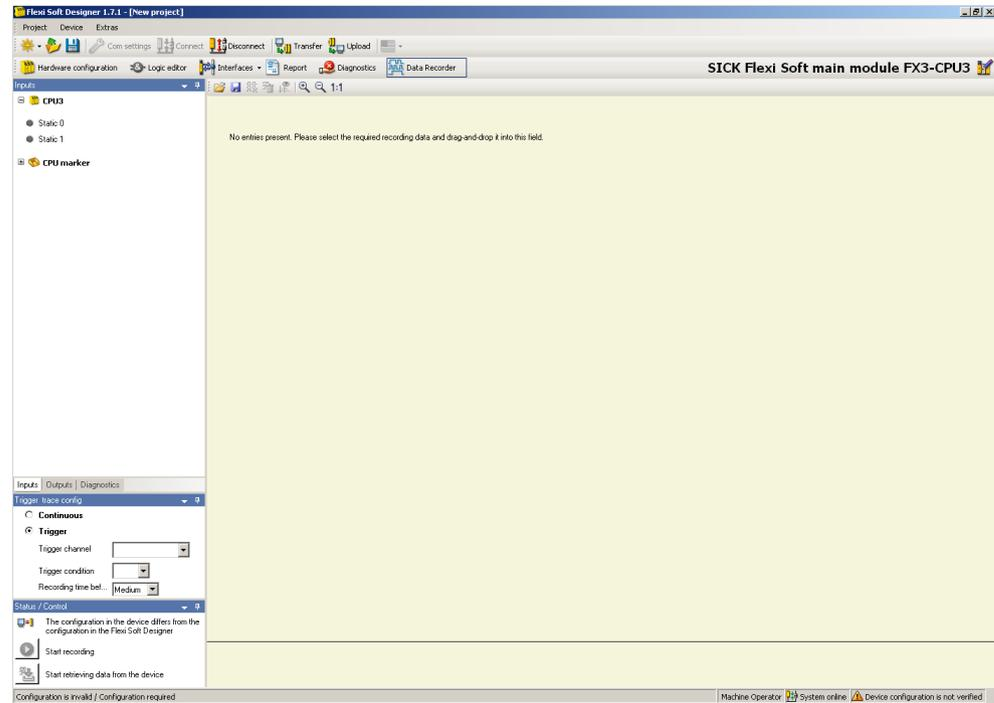 Flexi Soft Designer 1.7.1 - [New project]
Project Device Extras
Com settings Connect Disconnect Transfer Upload
Hardware configuration Logic editor Interfaces Report Diagnostics Data Recorder SICK Flexi Soft main module FX3-CPU3
Inputs 1:1
CPU3
Static 0
Static 1
CPU marker
No entries present. Please select the required recording data and drag-and-drop it into this field.
Inputs Outputs Diagnostics
Trigger trace config
Continuous
Trigger
Trigger channel
Trigger condition
Recording time bef... Medium
Status / Control
The configuration in the device differs from the
configuration in the Flexi Soft Designer
Start recording
Start retrieving data from the device
Configuration is invalid / Configuration required Machine Operator System online Device configuration is not verified